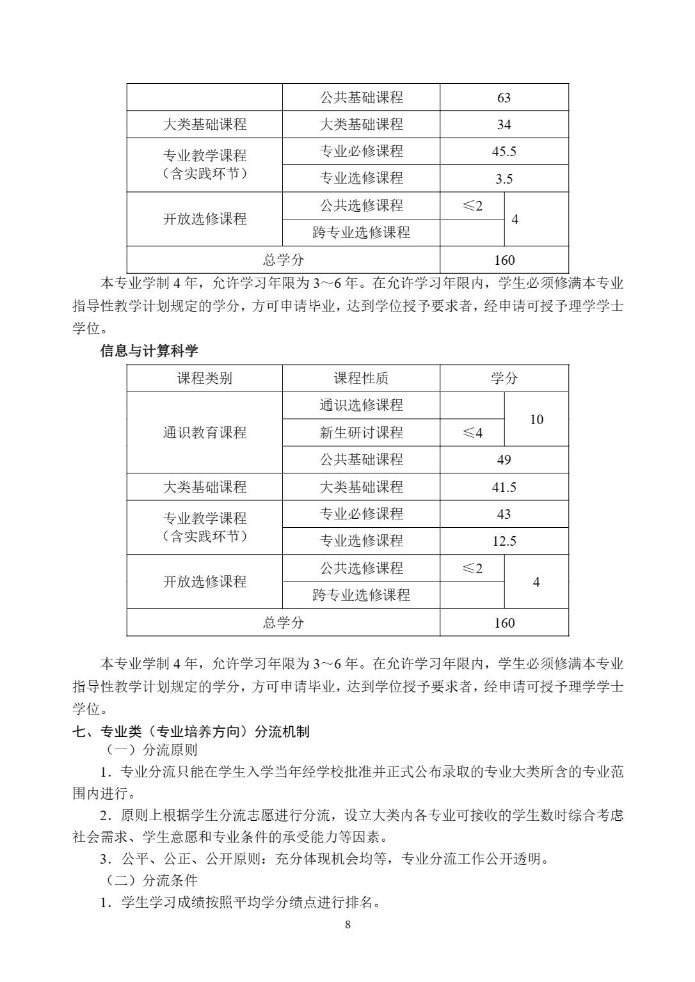 公共基础课程 63
大类基础课程 大类基础课程 34
专业教学课程
（含实践环节） 专业必修课程 45.5
专业选修课程 3.5
开放选修课程 公共选修课程 ≤2 4
跨专业选修课程
总学分 160
本专业学制 4 年，允许学习年限为 3～6 年。在允许学习年限内，学生必须修满本专业
指导性教学计划规定的学分，方可申请毕业，达到学位授予要求者，经申请可授予理学学士
学位。
信息与计算科学
课程类别 课程性质 学分
通识教育课程 通识选修课程 10
新生研讨课程 ≤4
公共基础课程 49
大类基础课程 大类基础课程 41.5
专业教学课程
（含实践环节） 专业必修课程 43
专业选修课程 12.5
开放选修课程 公共选修课程 ≤2 4
跨专业选修课程
总学分 160
本专业学制 4 年，允许学习年限为 3～6 年。在允许学习年限内，学生必须修满本专业
指导性教学计划规定的学分，方可申请毕业，达到学位授予要求者，经申请可授予理学学士
学位。
七、专业类（专业培养方向）分流机制
（一）分流原则
1．专业分流只能在学生入学当年经学校批准并正式公布录取的专业大类所含的专业范
围内进行。
2．原则上根据学生分流志愿进行分流，设立大类内各专业可接收的学生数时综合考虑
社会需求、学生意愿和专业条件的承受能力等因素。
3．公平、公正、公开原则：充分体现机会均等，专业分流工作公开透明。
（二）分流条件
1．学生学习成绩按照平均学分绩点进行排名。
8